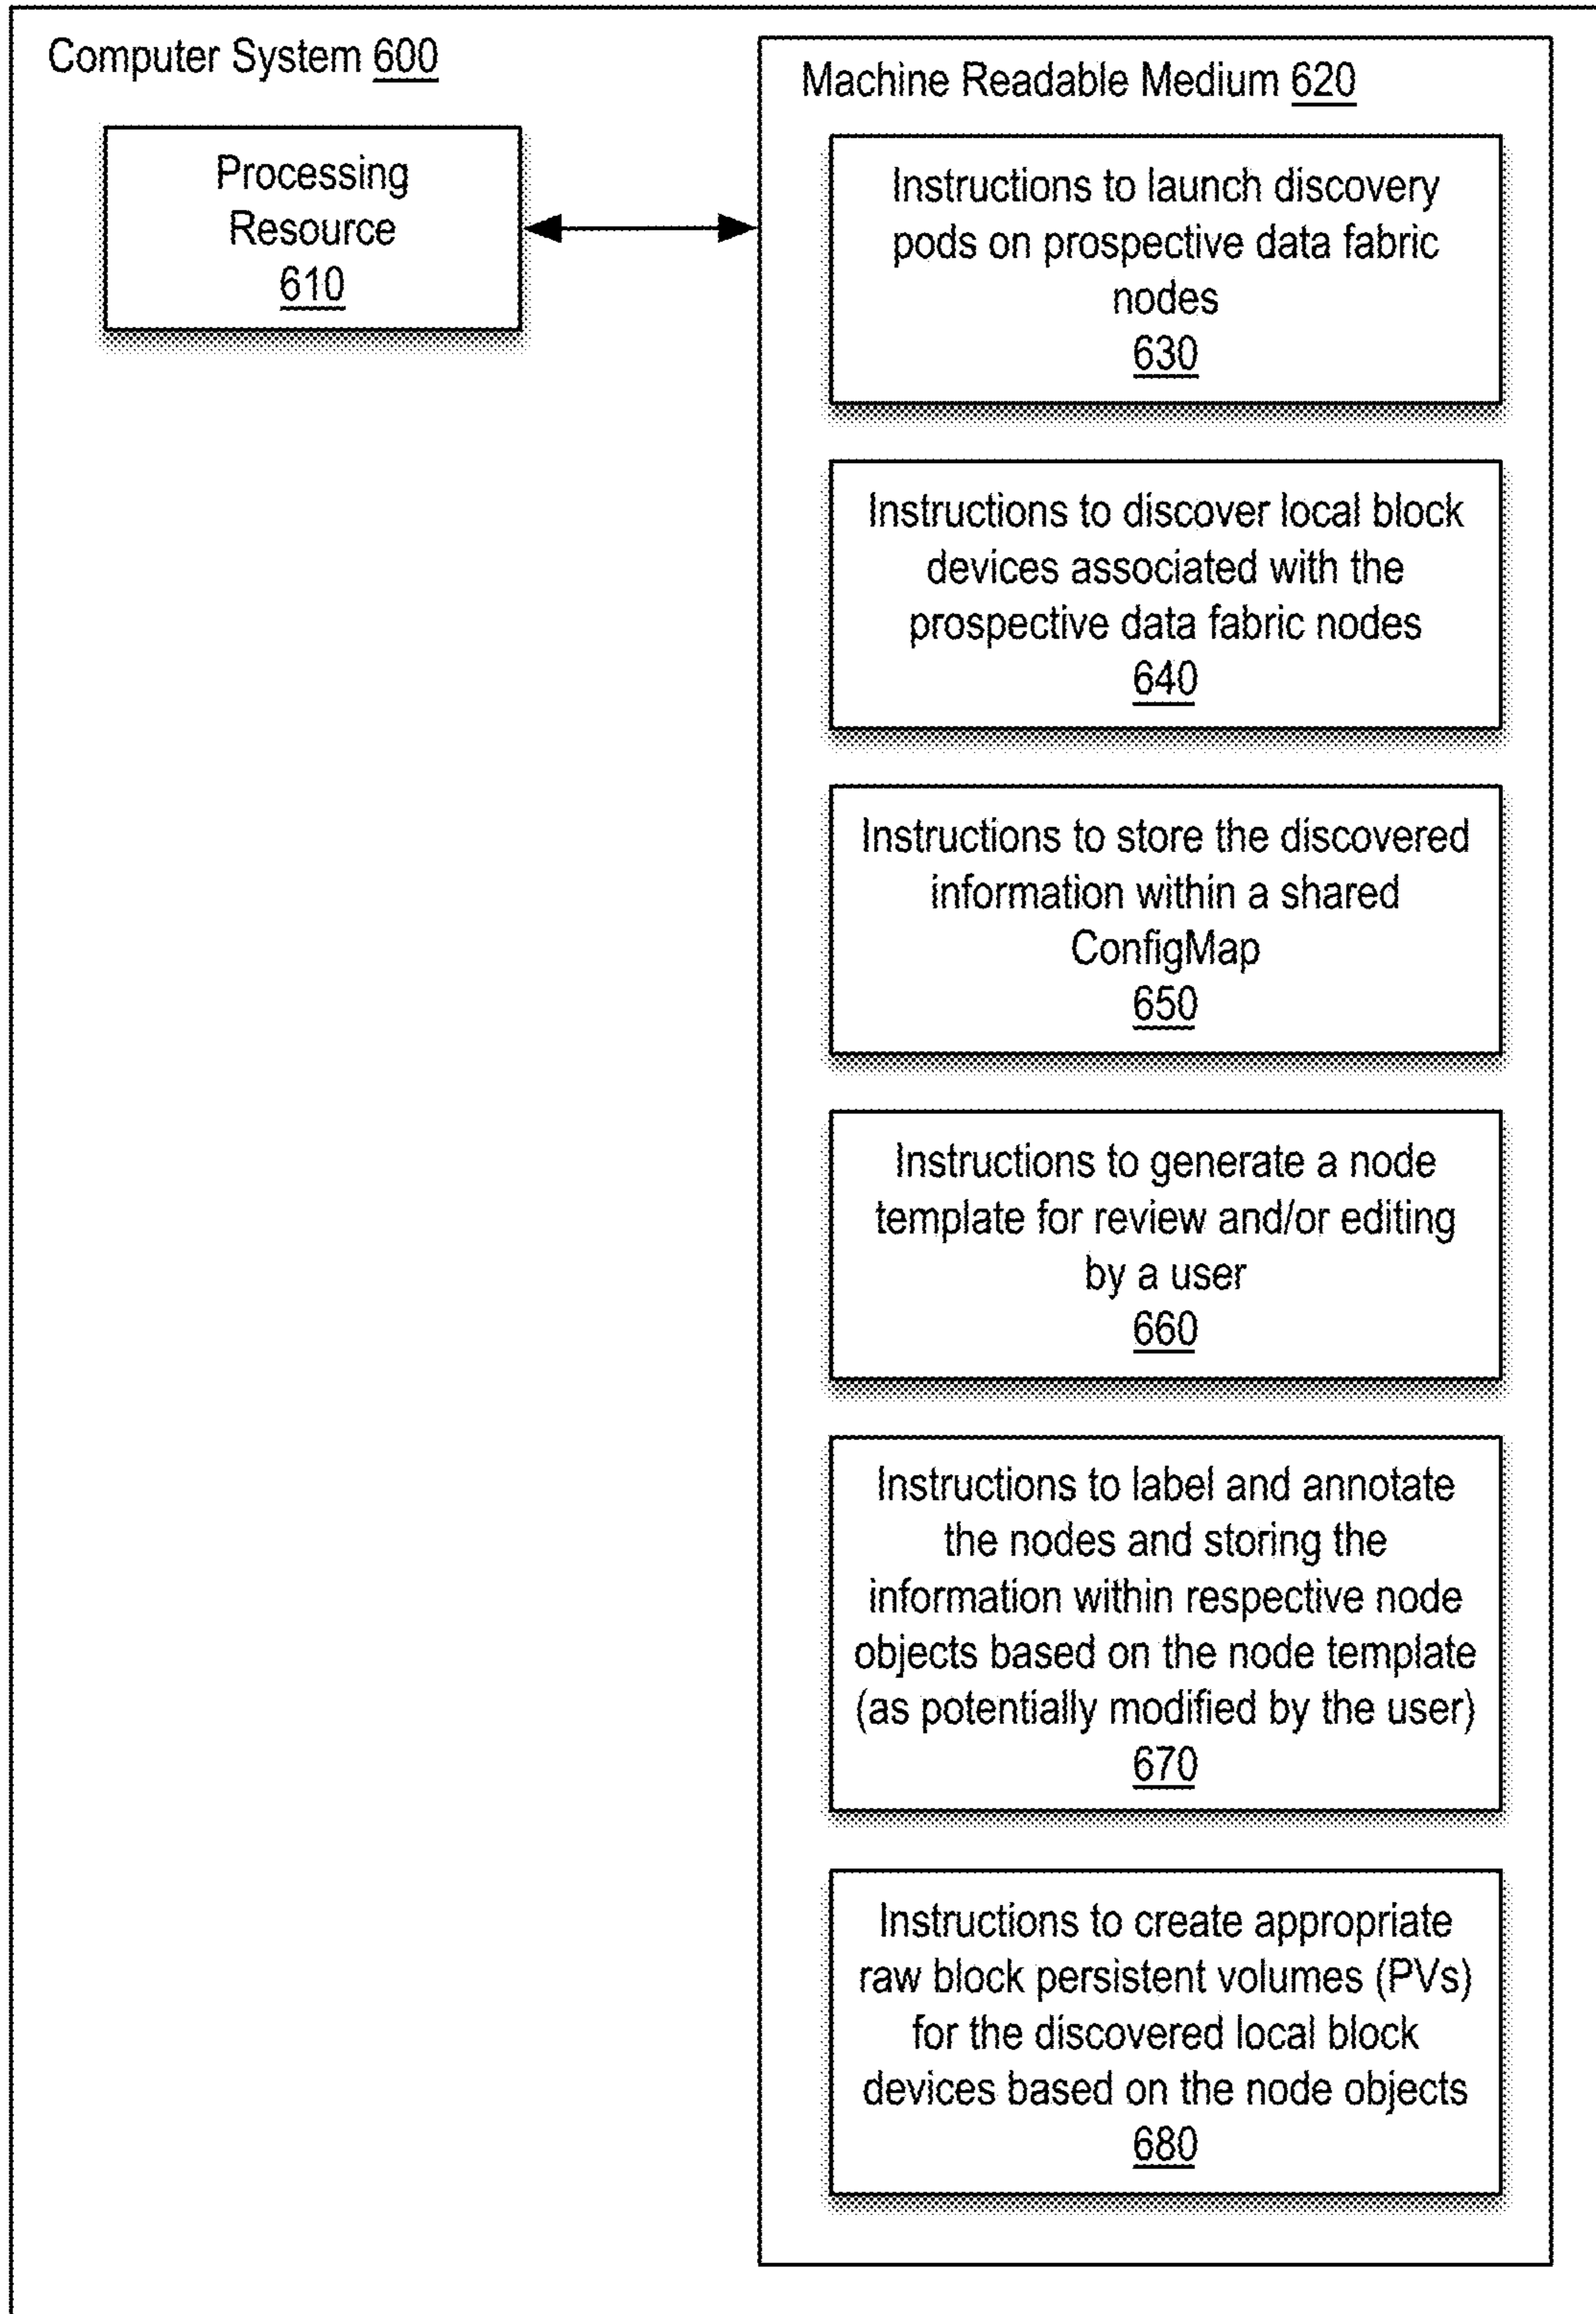 Computer System 600
Processing
Resource
610
Machine Readable Medium 620
Instructions to launch discovery
pods on prospective data fabric
nodes
630
Instructions to discover local block
devices associated with the
prospective data fabric nodes
640
Instructions to store the discovered
information within a shared
ConfigMap
650
Instructions to generate a node
template for review and/or editing
by a user
660
Instructions to label and annotate
the nodes and storing the
information within respective node
objects based on the node template
(as potentially modified by the user)
670
Instructions to create appropriate
raw block persistent volumes (PVs)
for the discovered local block
devices based on the node objects
680